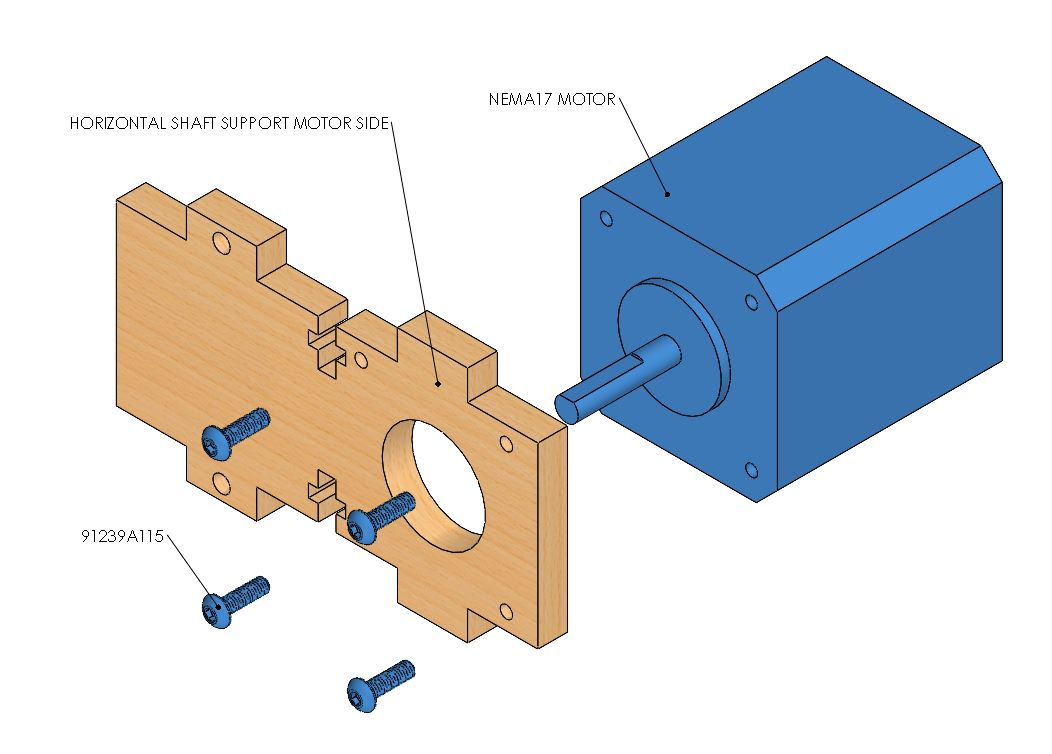 NEMA17 MOTOR
HORIZONTAL SHAFT SUPPORT MOTOR SIDE
91239A115